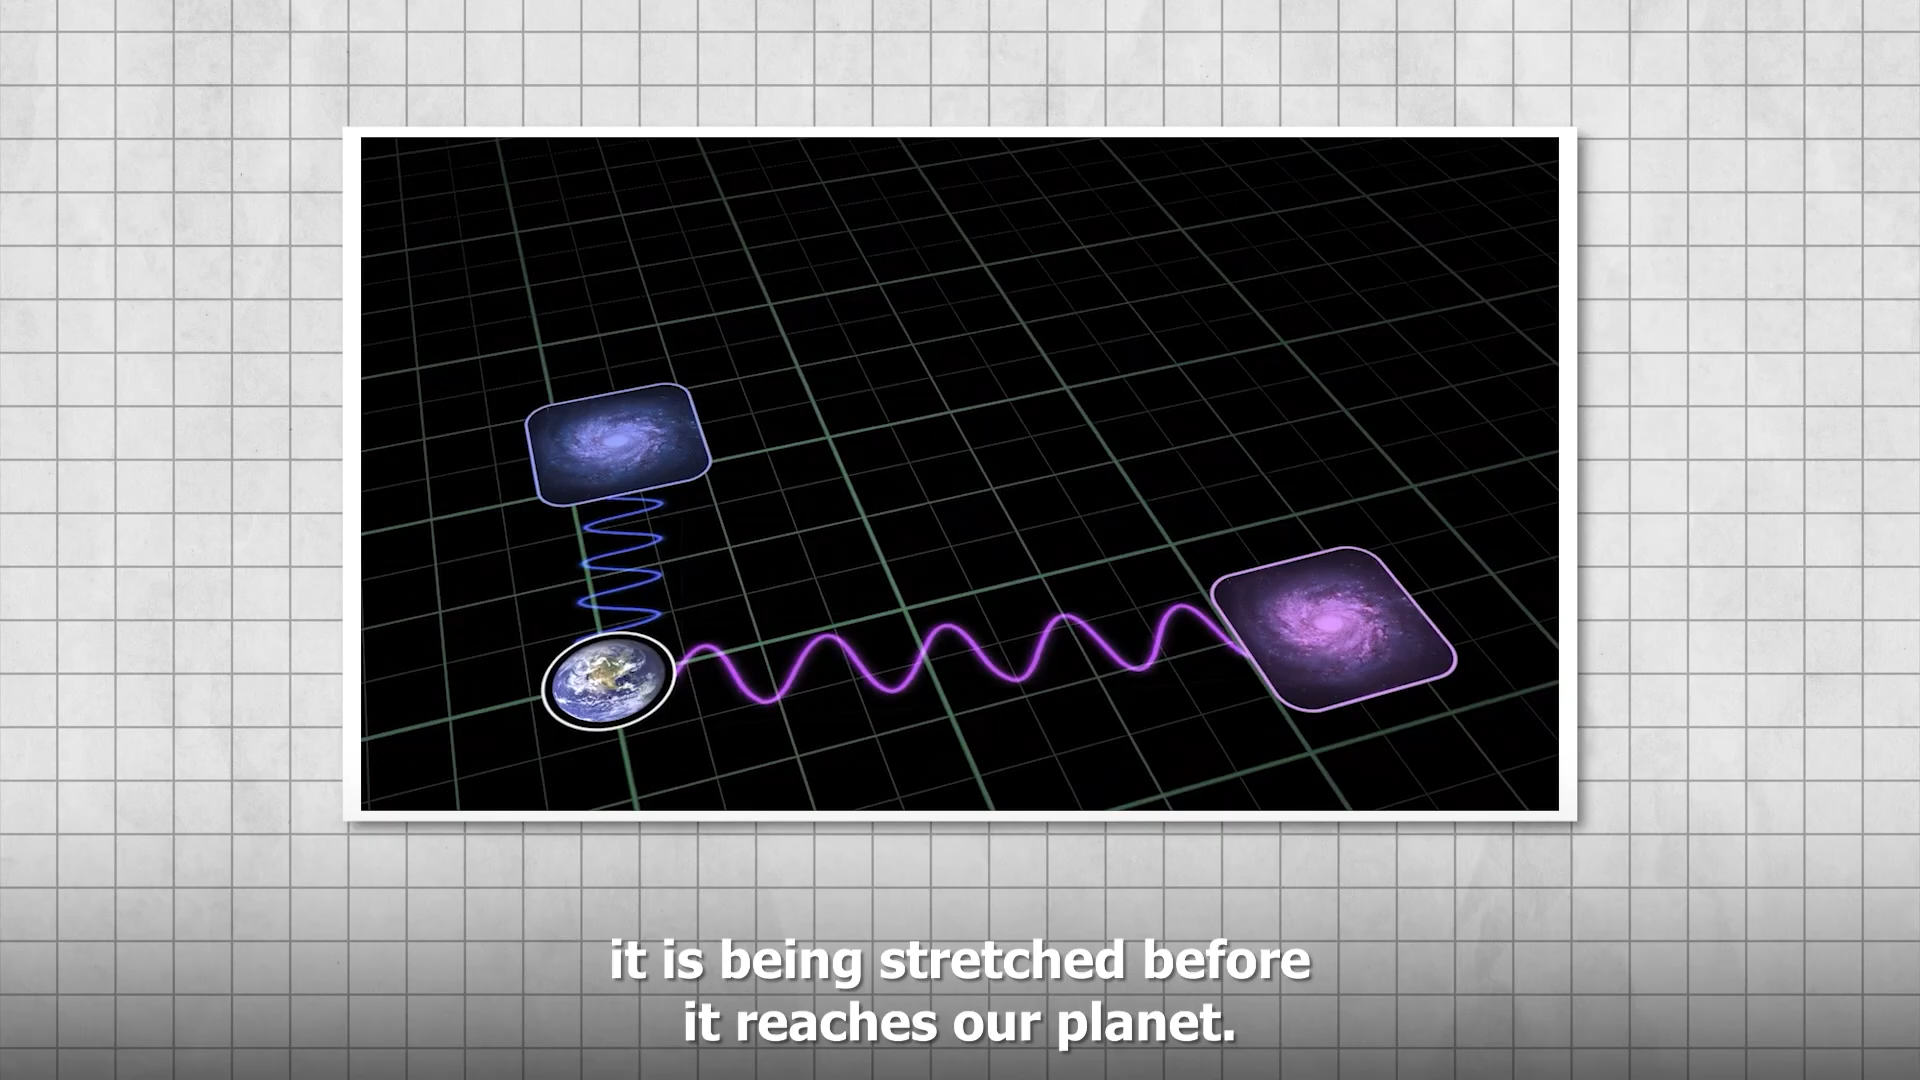 it is being stretched before
it reaches our planet.